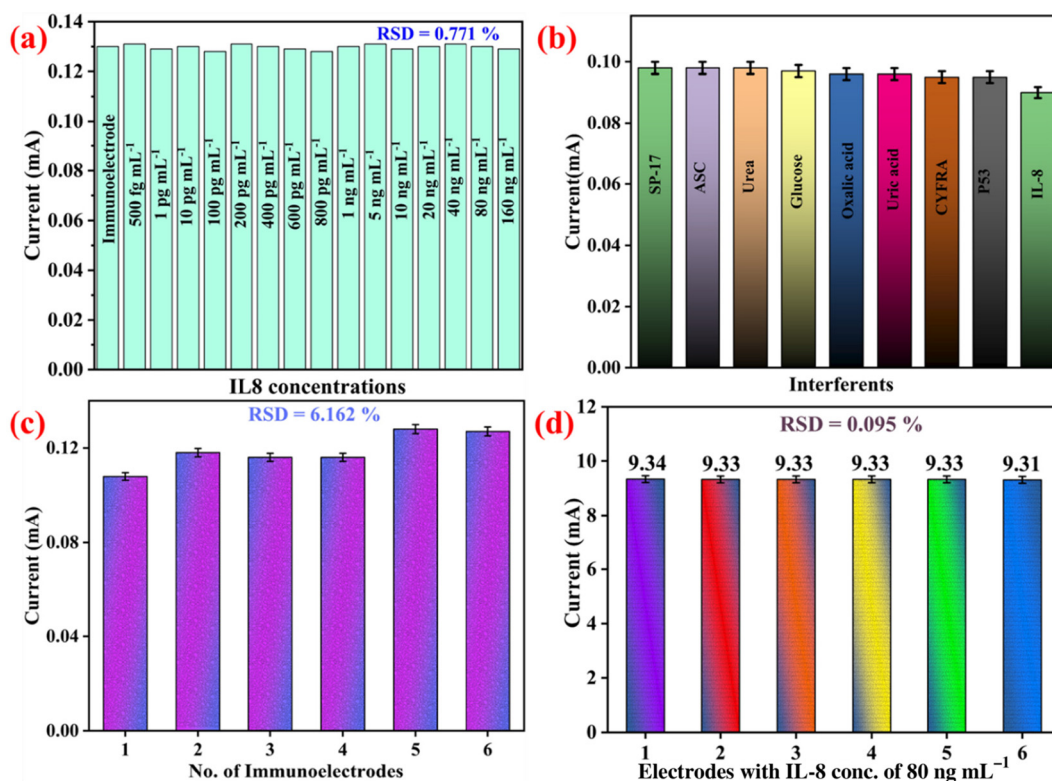 (a)
RSD = 0.771 %
0.14
0.12
0.10
0.08
0.06
0.04
0.02
0.00
Current (mA)
Immunoelectrode
500 fg mL⁻¹
1 pg mL⁻¹
10 pg mL⁻¹
100 pg mL⁻¹
200 pg mL⁻¹
400 pg mL⁻¹
600 pg mL⁻¹
800 pg mL⁻¹
1 ng mL⁻¹
5 ng mL⁻¹
10 ng mL⁻¹
20 ng mL⁻¹
40 ng mL⁻¹
80 ng mL⁻¹
160 ng mL⁻¹
IL8 concentrations
(b)
0.10
0.08
0.06
0.04
0.02
0.00
Current(mA)
SP-17
ASC
Urea
Glucose
Oxalic acid
Uric acid
CYFRA
P53
IL-8
Interferents
(c)
RSD = 6.162 %
0.12
0.08
0.04
0.00
Current (mA)
1 2 3 4 5 6
No. of Immunoelectrodes
(d)
RSD = 0.095 %
12
10
8
6
4
2
0
Current (mA)
9.34 9.33 9.33 9.33 9.33 9.31
1 2 3 4 5 6
Electrodes with IL-8 conc. of 80 ng mL⁻¹